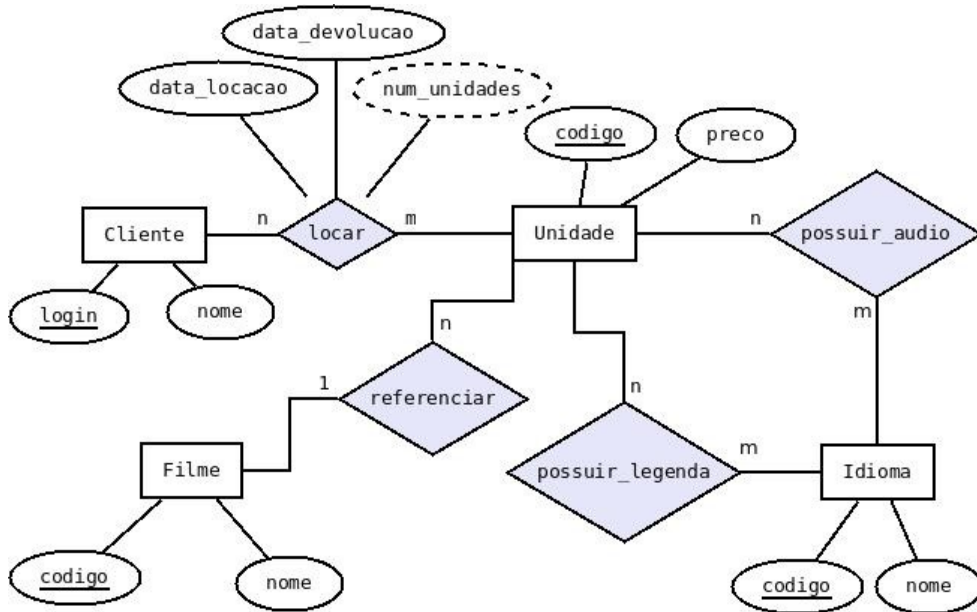 data_devolucao
data_locacao
num_unidades
codigo
preco
Cliente
n
locar
m
Unidade
n
possuir_audio
login
nome
n
m
1
referenciar
n
Filme
possuir_legenda
m
Idioma
codigo
nome
codigo
nome